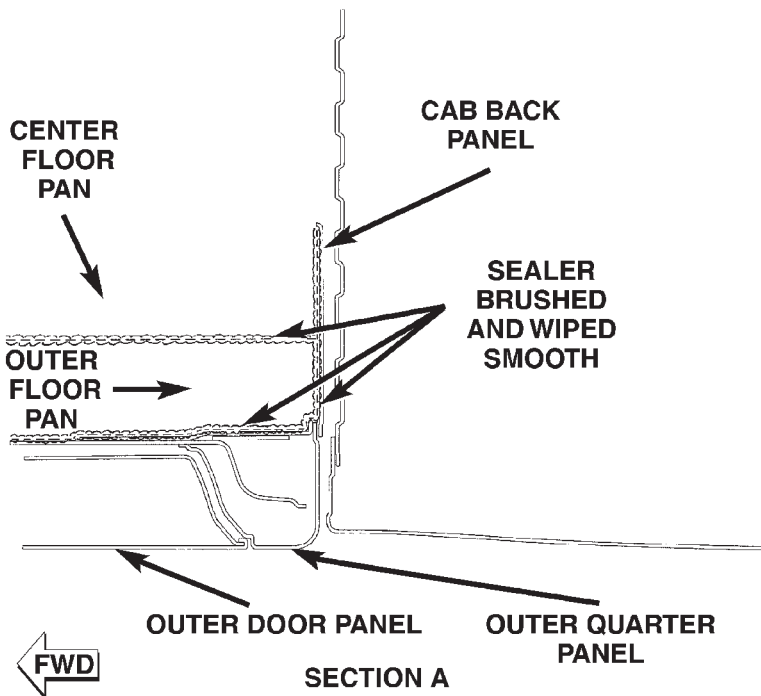 CENTER
FLOOR
PAN
CAB BACK
PANEL
SEALER
BRUSHED
AND WIPED
SMOOTH
OUTER
FLOOR
PAN
OUTER DOOR PANEL
OUTER QUARTER
PANEL
FWD
SECTION A